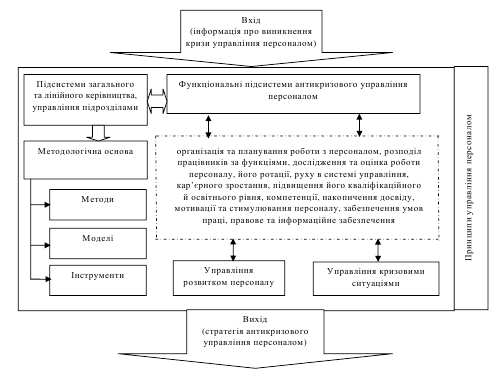 Вхід
(інформація про виникнення
кризи управління персоналом)
Підсистеми загального
та лінійного керівництва,
управління підрозділами
Функціональні підсистеми антикризового управління
персоналом
Методологічна основа
Методи
Моделі
Інструменти
організація та планування роботи з персоналом, розподіл
працівників за функціями, дослідження та оцінка роботи
персоналу, його ротації, руху в системі управління,
кар’єрного зростання, підвищення його кваліфікаційного
й освітнього рівня, компетенції, накопичення досвіду,
мотивації та стимулювання персоналу, забезпечення умов
праці, правове та інформаційне забезпечення
Управління
розвитком персоналу
Управління кризовими
ситуаціями
Принципи управління персоналом
Вихід
(стратегія антикризового
управління персоналом)